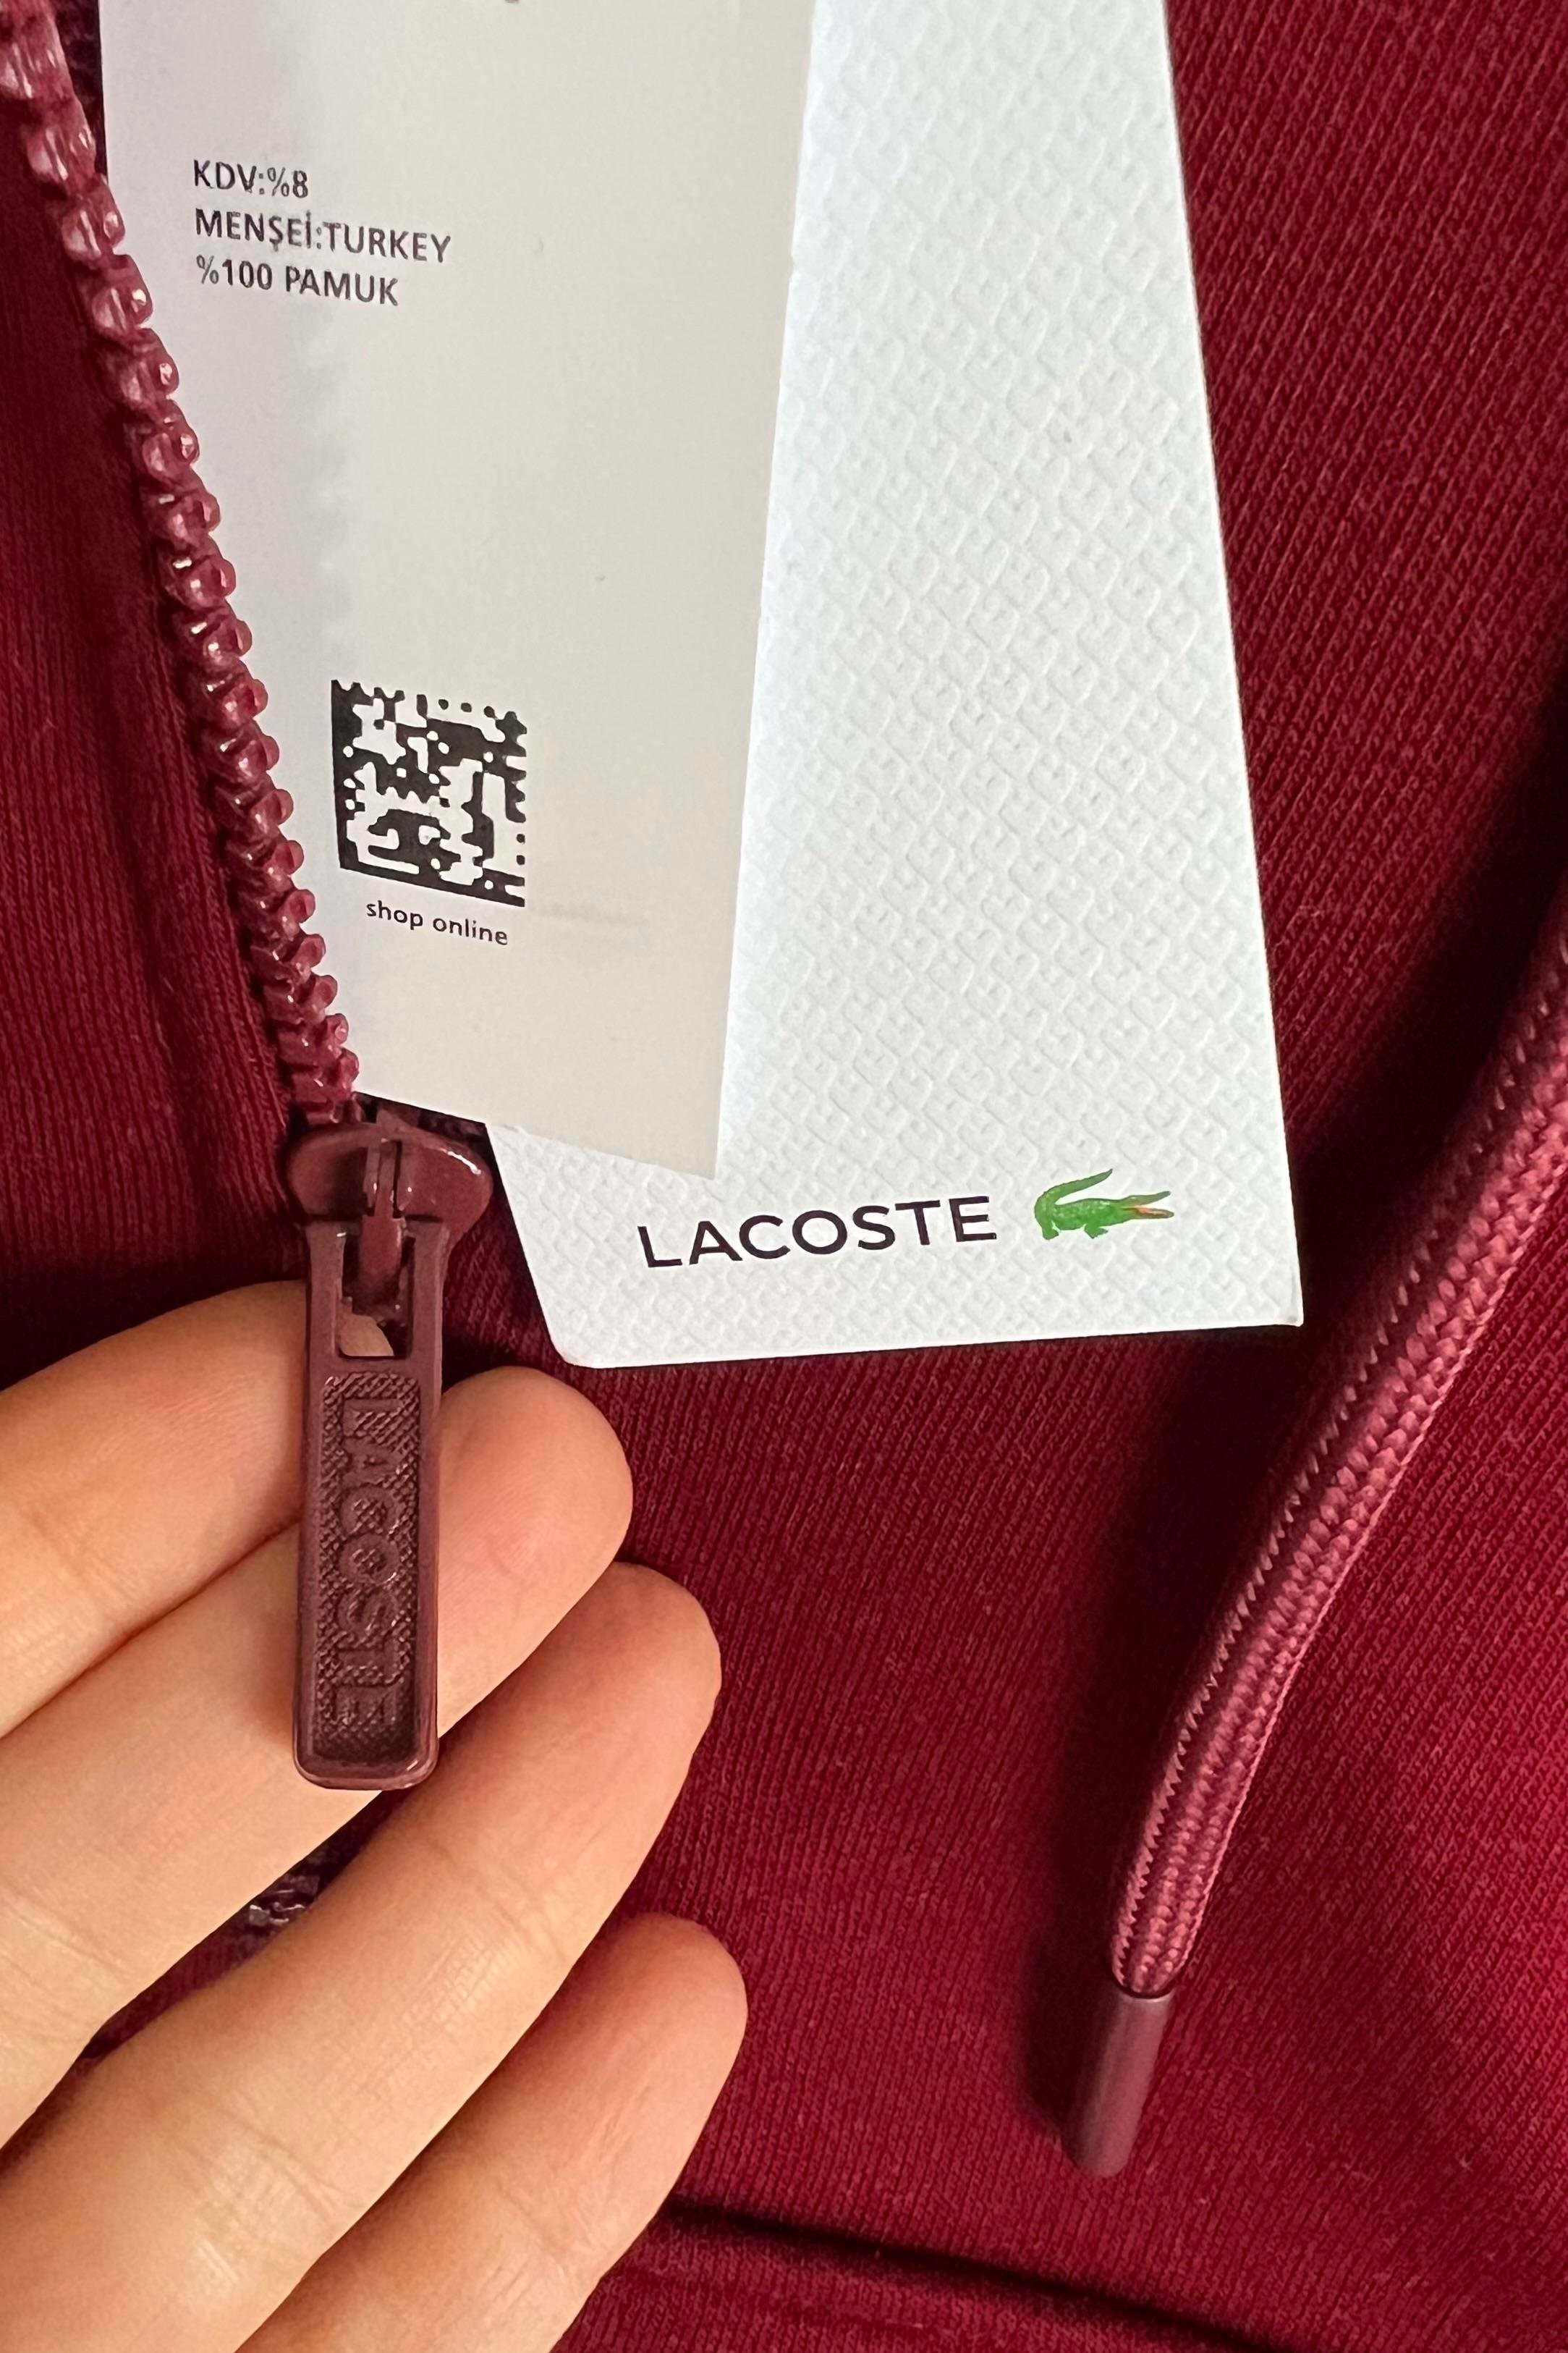 KDV:%8
MENŞEİ:TURKEY
%100 PAMUK
shop online
LACOSTE
LACOSTE